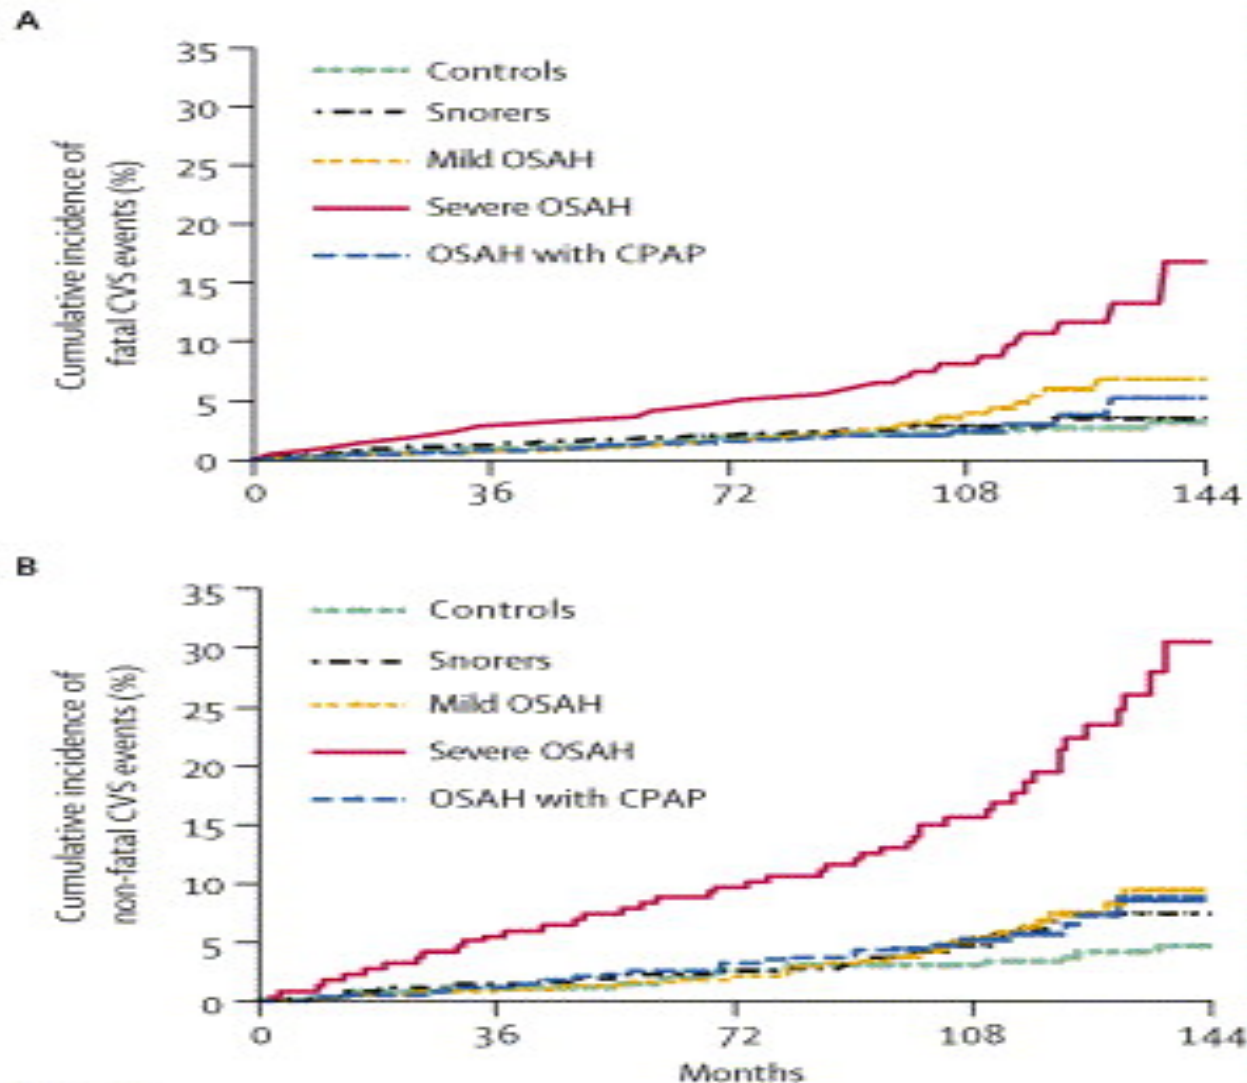 A
35
30
25
20
15
10
5
0
Cumulative incidence of
fatal CVS events (%)
Controls
Snorers
Mild OSAH
Severe OSAH
OSAH with CPAP
0 36 72 108 144
B
35
30
25
20
15
10
5
0
Cumulative incidence of
non-fatal CVS events (%)
Controls
Snorers
Mild OSAH
Severe OSAH
OSAH with CPAP
0 36 72 108 144
Months